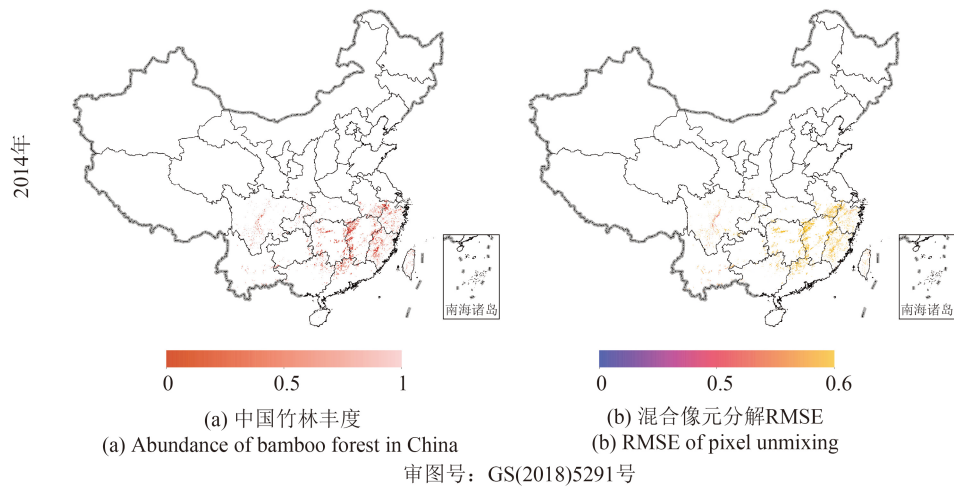 2014年
南海诸岛
南海诸岛
0 0.5 1
0 0.5 0.6
(a) 中国竹林丰度
(a) Abundance of bamboo forest in China
(b) 混合像元分解RMSE
(b) RMSE of pixel unmixing
审图号：GS(2018)5291号